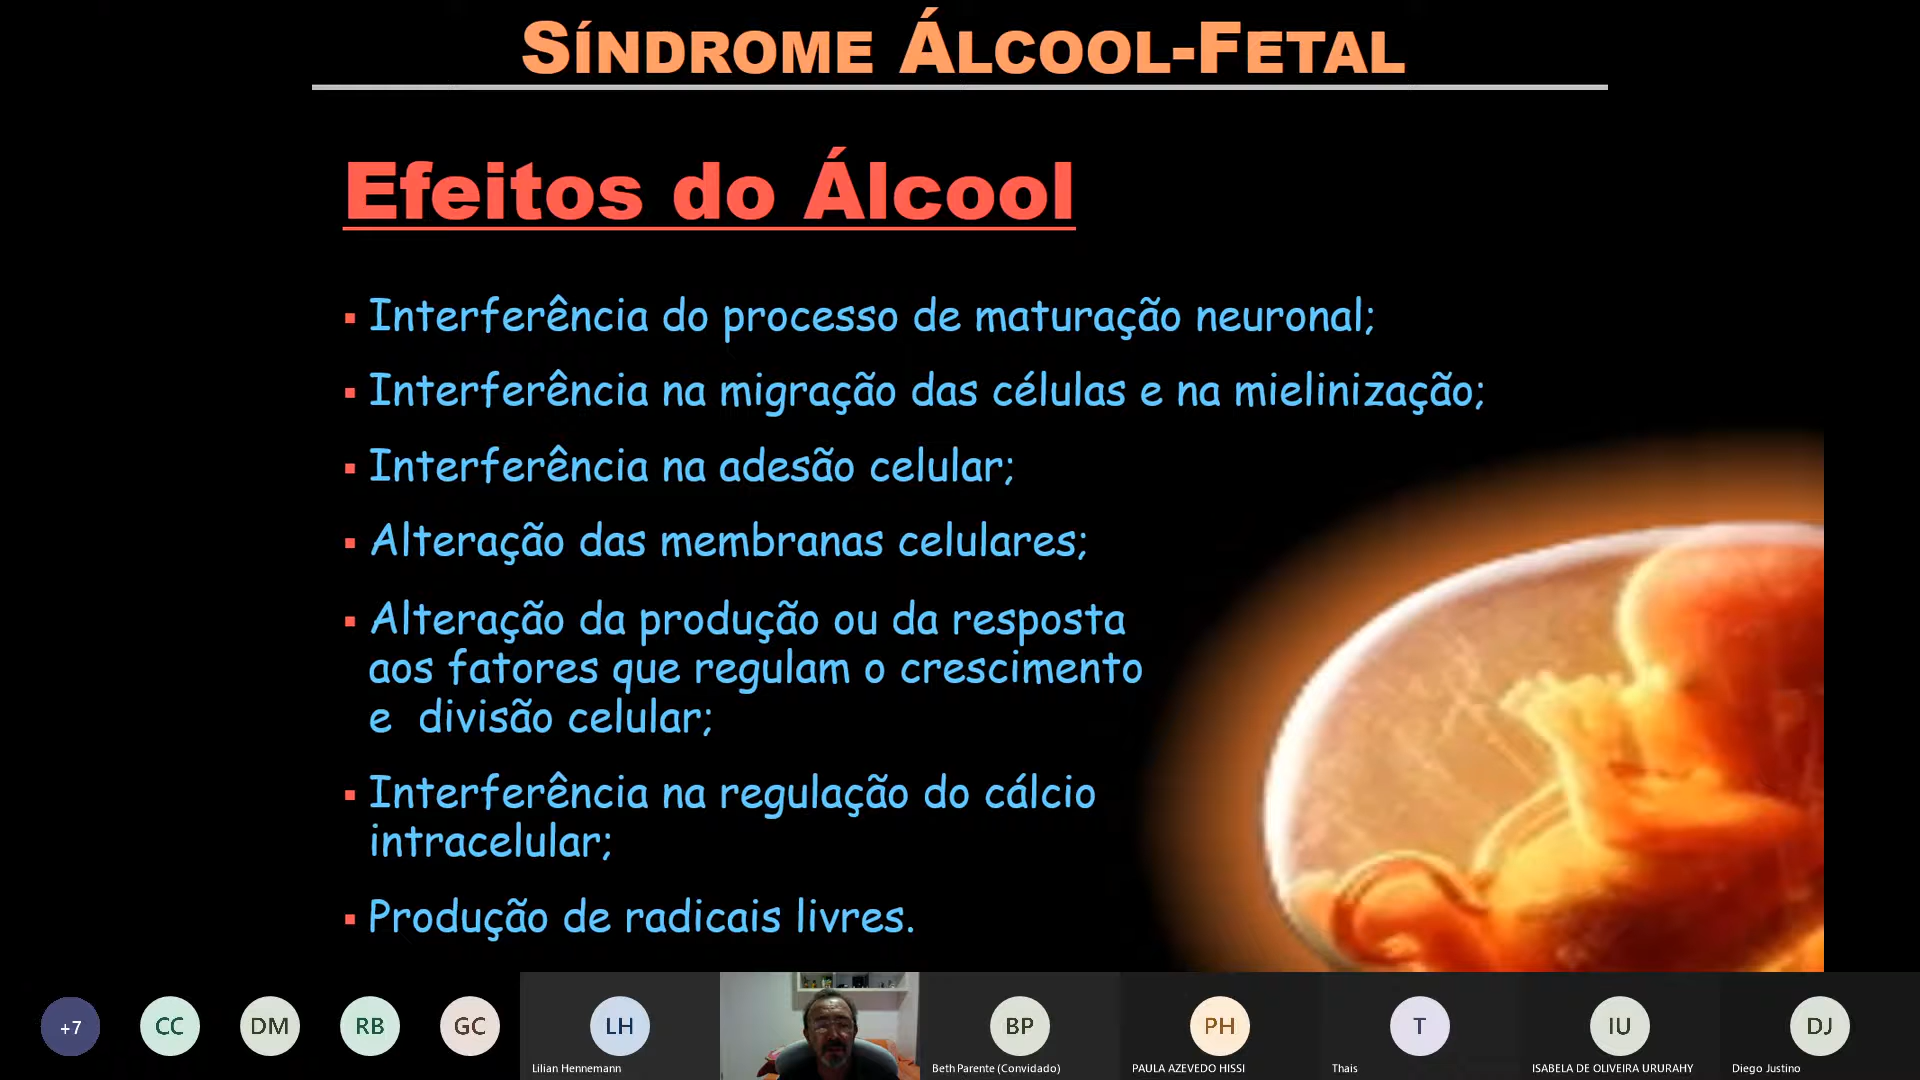 SÍNDROME ÁLCOOL-FETAL
Efeitos do Álcool
▪ Interferência do processo de maturação neuronal;
▪ Interferência na migração das células e na mielinização;
▪ Interferência na adesão celular;
▪ Alteração das membranas celulares;
▪ Alteração da produção ou da resposta
aos fatores que regulam o crescimento
e divisão celular;
▪ Interferência na regulação do cálcio
intracelular;
▪ Produção de radicais livres.
+7 CC DM RB GC LH BP PH T IU DJ
Lilian Hennemann Beth Parente (Convidado) PAULA AZEVEDO HISSI Thais ISABELA DE OLIVEIRA URURAHY Diego Justino